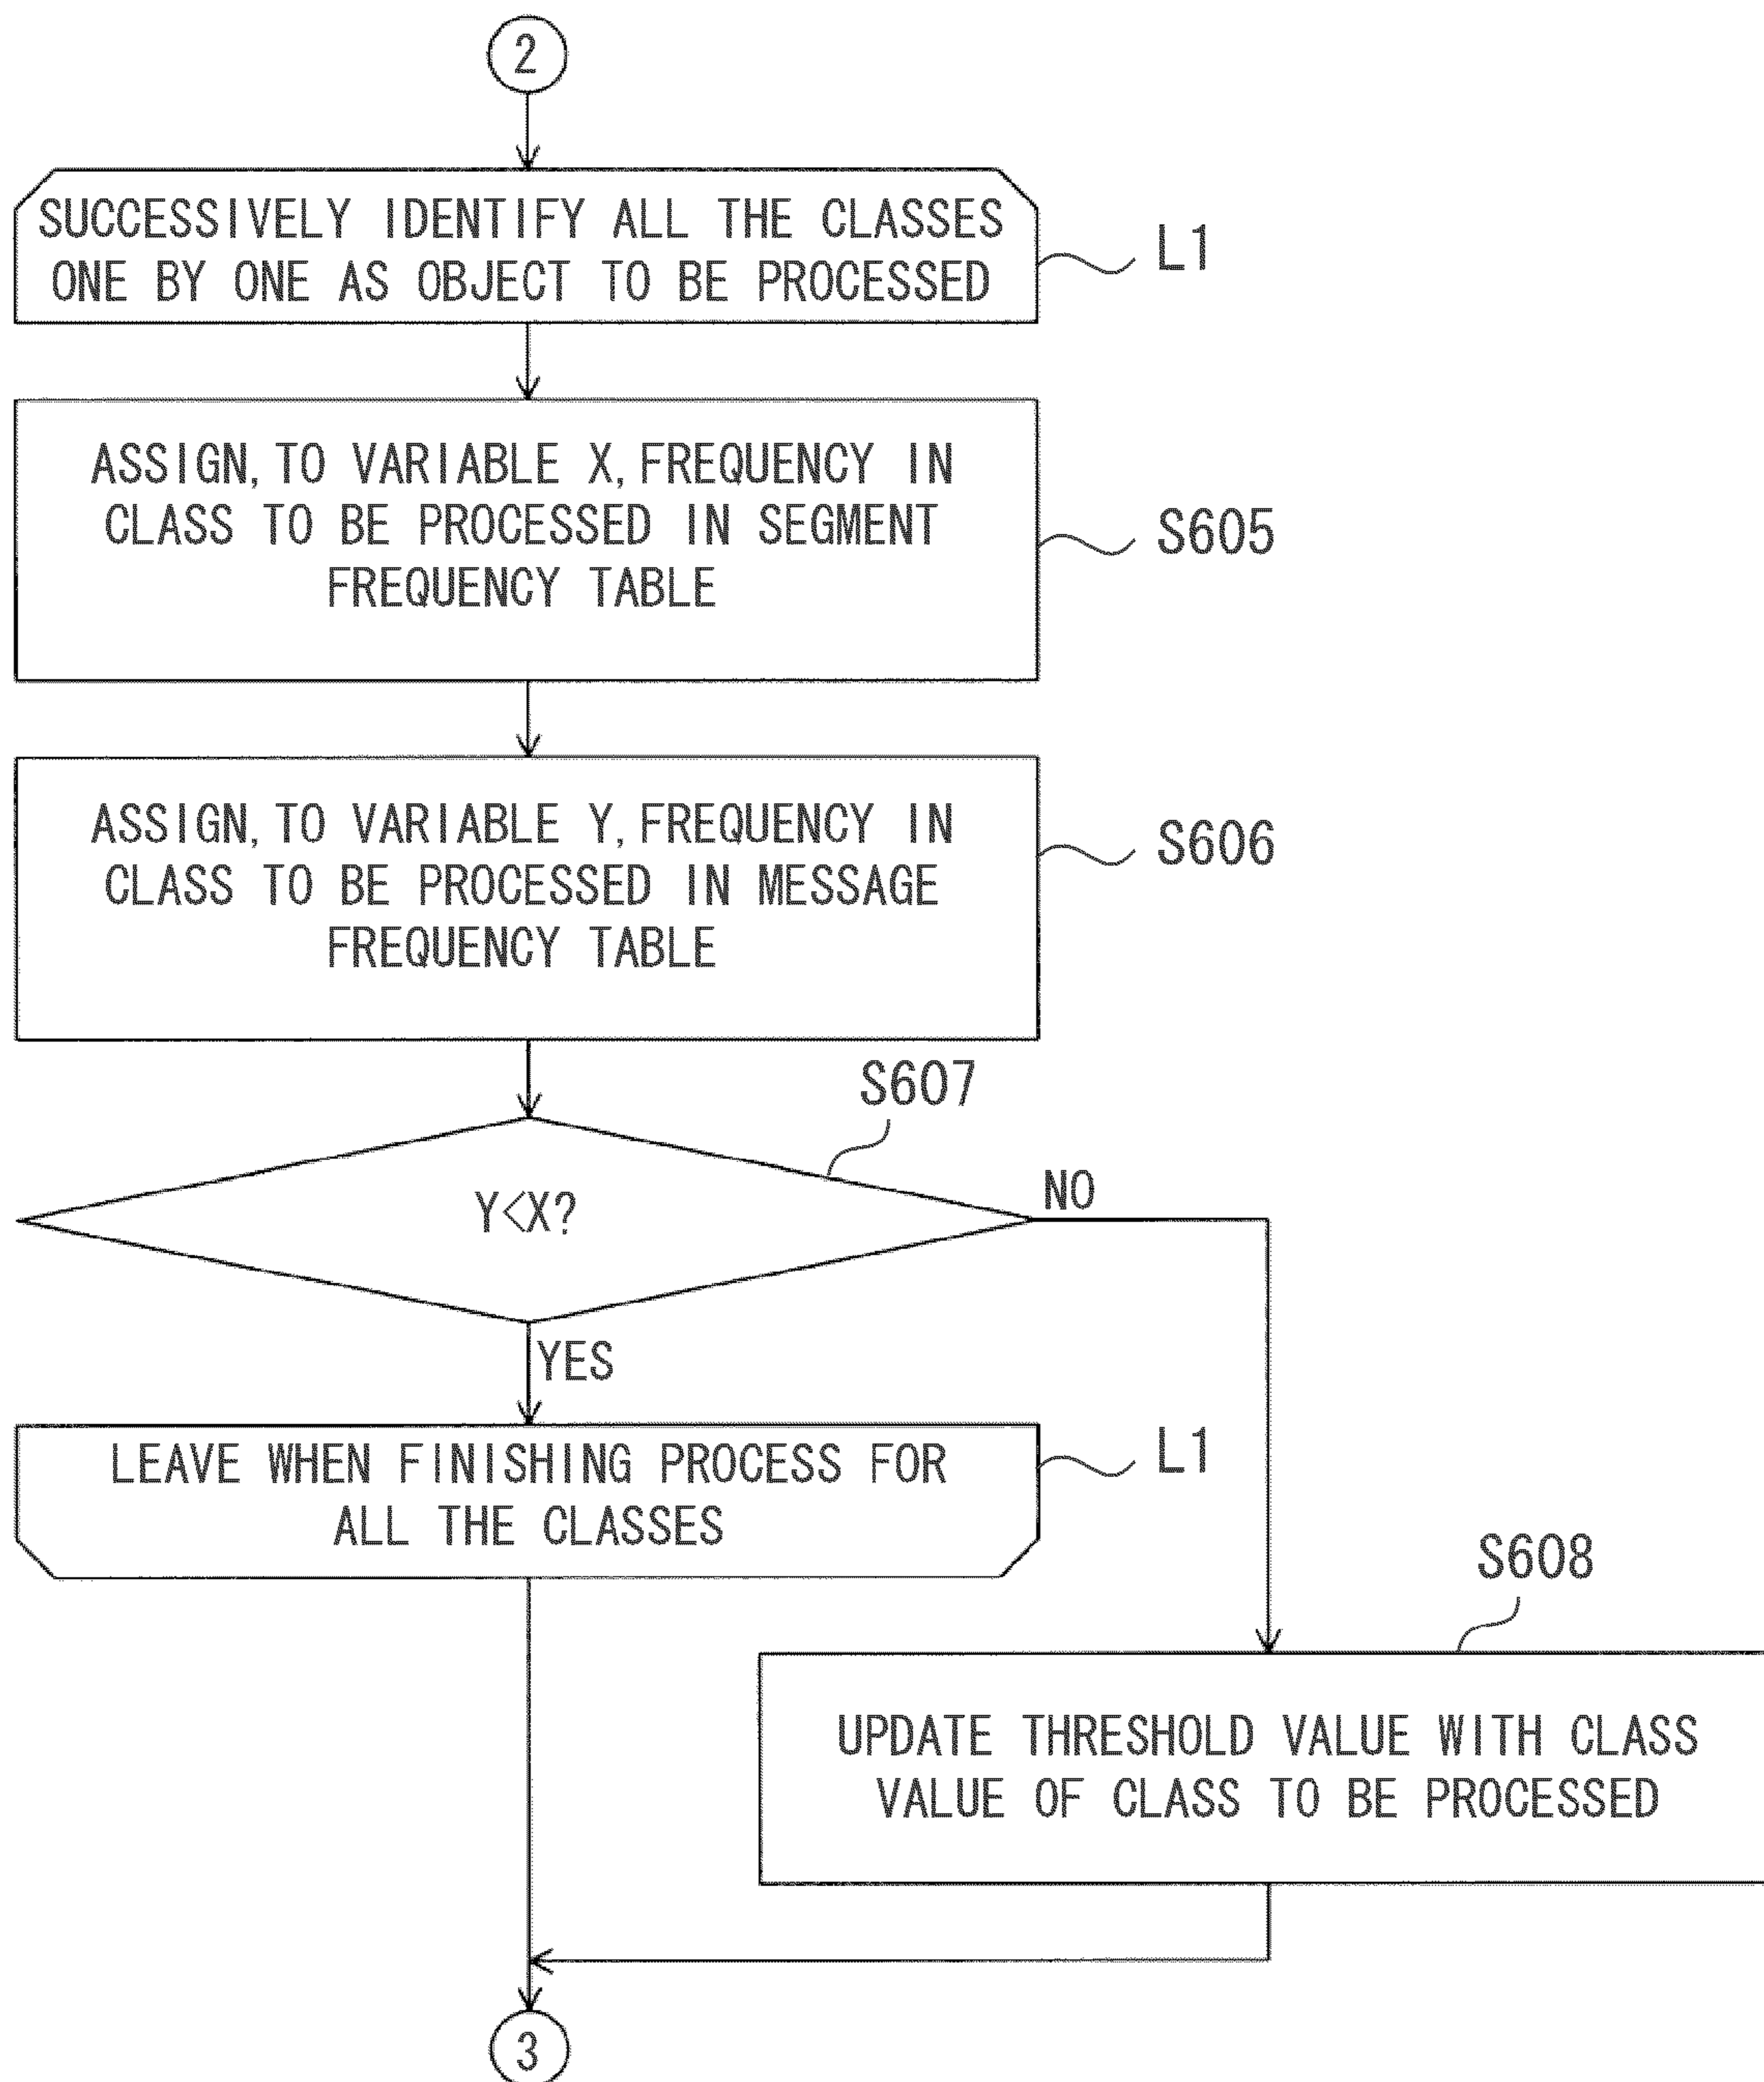 2
SUCCESSIVELY IDENTIFY ALL THE CLASSES
ONE BY ONE AS OBJECT TO BE PROCESSED
L1
ASSIGN, TO VARIABLE X, FREQUENCY IN
CLASS TO BE PROCESSED IN SEGMENT
FREQUENCY TABLE
S605
ASSIGN, TO VARIABLE Y, FREQUENCY IN
CLASS TO BE PROCESSED IN MESSAGE
FREQUENCY TABLE
S606
S607
Y<X?
NO
YES
LEAVE WHEN FINISHING PROCESS FOR
ALL THE CLASSES
L1
S608
UPDATE THRESHOLD VALUE WITH CLASS
VALUE OF CLASS TO BE PROCESSED
3